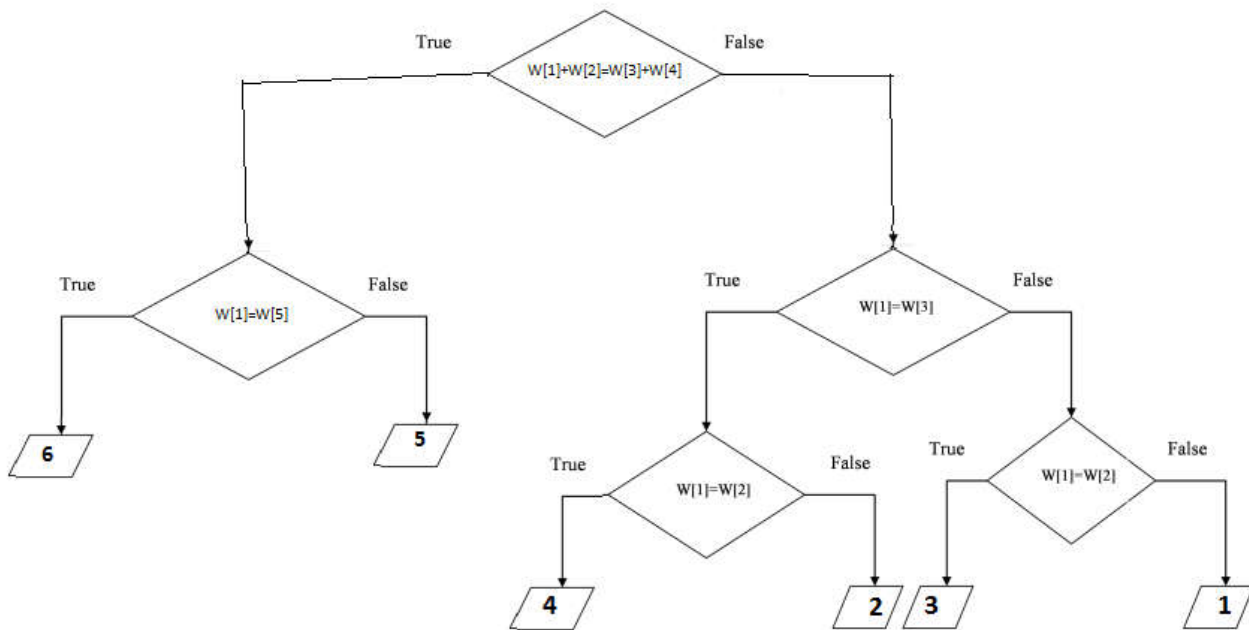 True
False
W[1]+W[2]=W[3]+W[4]
True
False
W[1]=W[5]
True
False
W[1]=W[3]
6
5
True
False
W[1]=W[2]
True
False
W[1]=W[2]
4
2
3
1